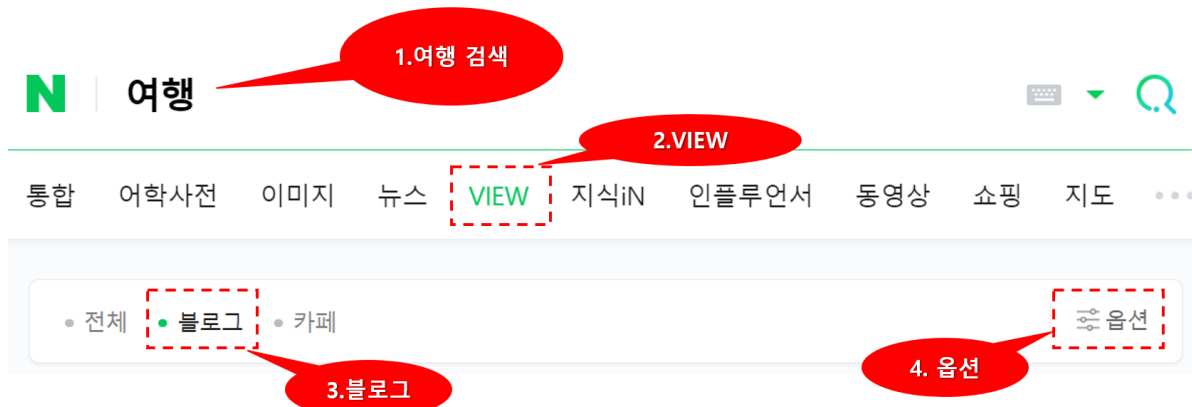 1.여행 검색
N 여행
2.VIEW
통합 어학사전 이미지 뉴스 VIEW 지식iN 인플루언서 동영상 쇼핑 지도
전체 블로그 카페 옵션
3.블로그
4. 옵션